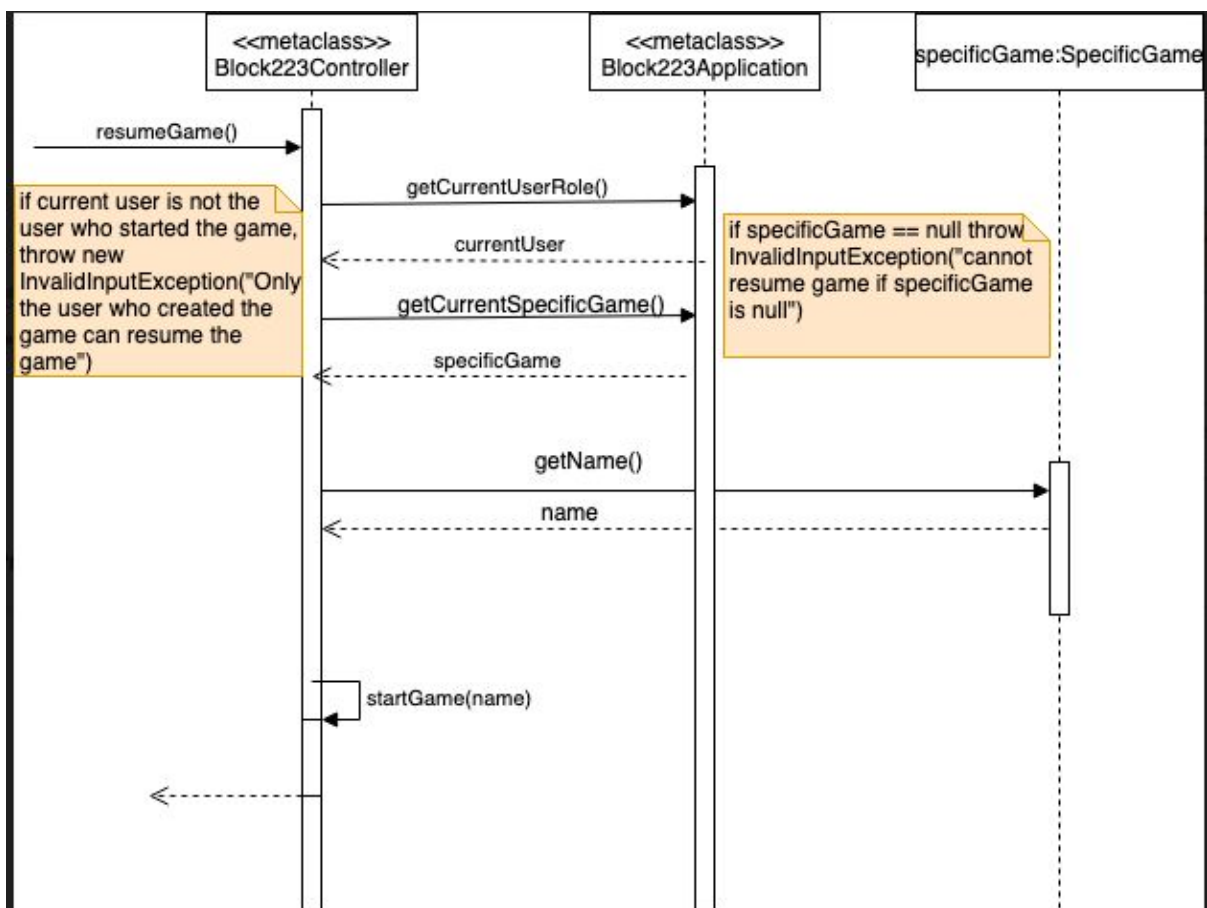 <<metaclass>>
Block223Controller
<<metaclass>>
Block223Application
specificGame:SpecificGame
resumeGame()
getCurrentUserRole()
if current user is not the
user who started the game,
throw new
InvalidInputException("Only
the user who created the
game can resume the
game")
currentUser
if specificGame == null throw
InvalidInputException("cannot
resume game if specificGame
is null")
getCurrentSpecificGame()
specificGame
getName()
name
startGame(name)